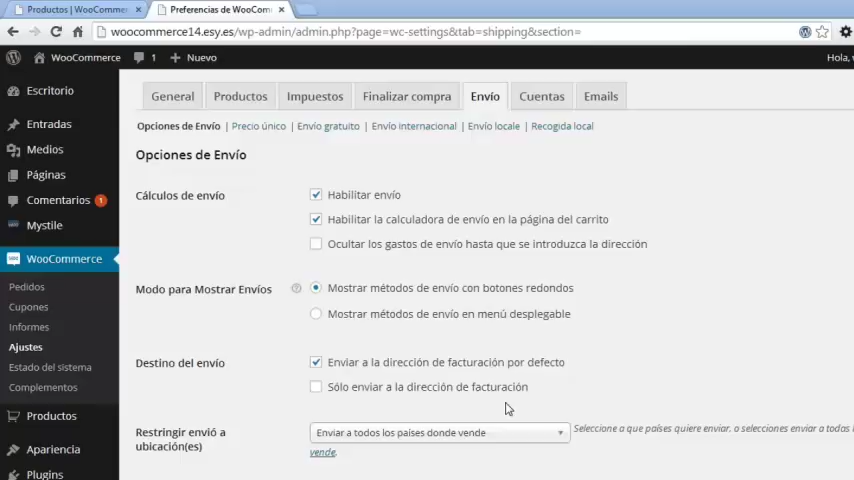 Productos | WooCommerce
Preferencias de WooCom
woocommerce14.esy.es/wp-admin/admin.php?page=wc-settings&tab=shipping&section=
WooCommerce 1 Nuevo Hola,
Escritorio
Entradas
Medios
Páginas
Comentarios 1
Mystile
WooCommerce
Pedidos
Cupones
Informes
Ajustes
Estado del sistema
Complementos
Productos
Apariencia
Plugins
General Productos Impuestos Finalizar compra Envío Cuentas Emails
Opciones de Envío | Precio único | Envío gratuito | Envío internacional | Envío locale | Recogida local
Opciones de Envío
Cálculos de envío
Habilitar envío
Habilitar la calculadora de envío en la página del carrito
Ocultar los gastos de envío hasta que se introduzca la dirección
Modo para Mostrar Envíos
Mostrar métodos de envío con botones redondos
Mostrar métodos de envío en menú desplegable
Destino del envío
Enviar a la dirección de facturación por defecto
Sólo enviar a la dirección de facturación
Restringir envió a
ubicación(es)
Enviar a todos los países donde vende
Seleccione a que países quiere enviar, o selecciones enviar a todas
vende.